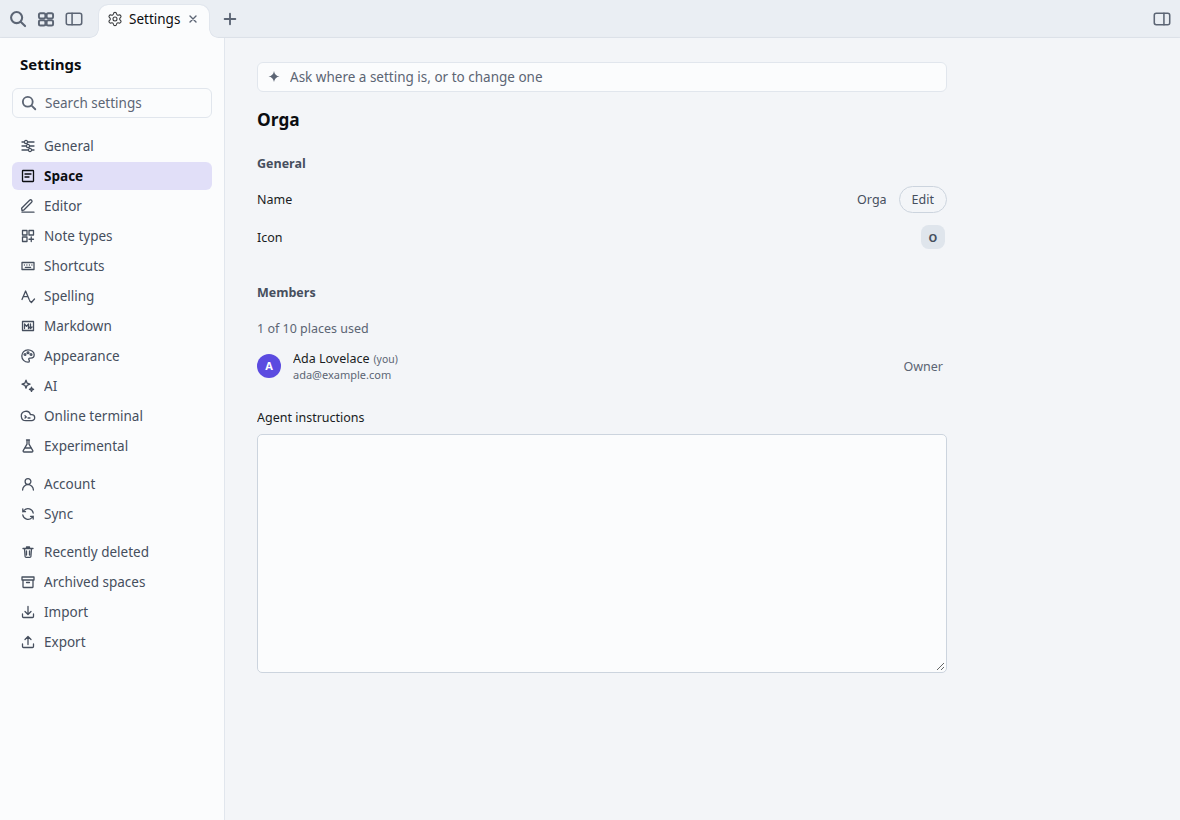 Settings
Settings
Search settings
General
Space
Editor
Note types
Shortcuts
Spelling
Markdown
Appearance
AI
Online terminal
Experimental
Account
Sync
Recently deleted
Archived spaces
Import
Export
Ask where a setting is, or to change one
Orga
General
Name
Orga
Edit
Icon
O
Members
1 of 10 places used
A
Ada Lovelace (you)
ada@example.com
Owner
Agent instructions